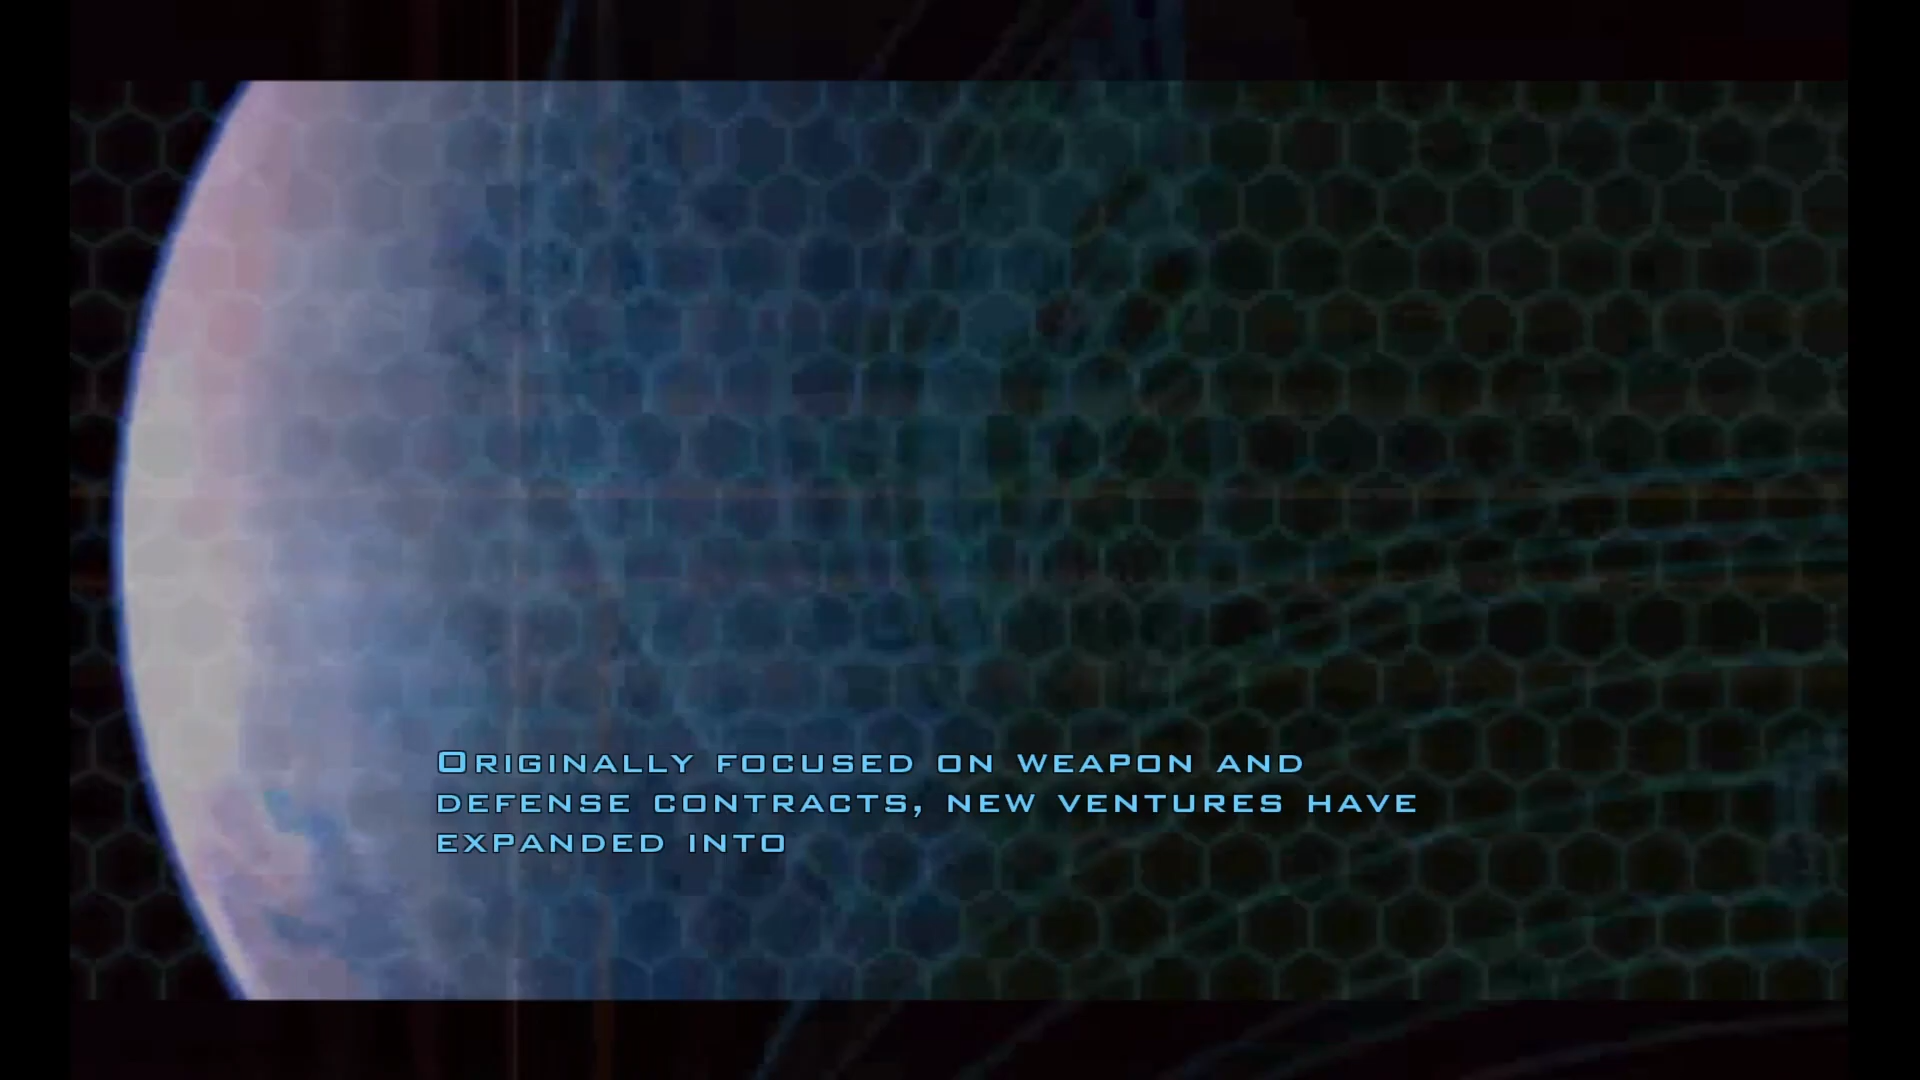 Originally focused on weapon and
defense contracts, new ventures have
expanded into